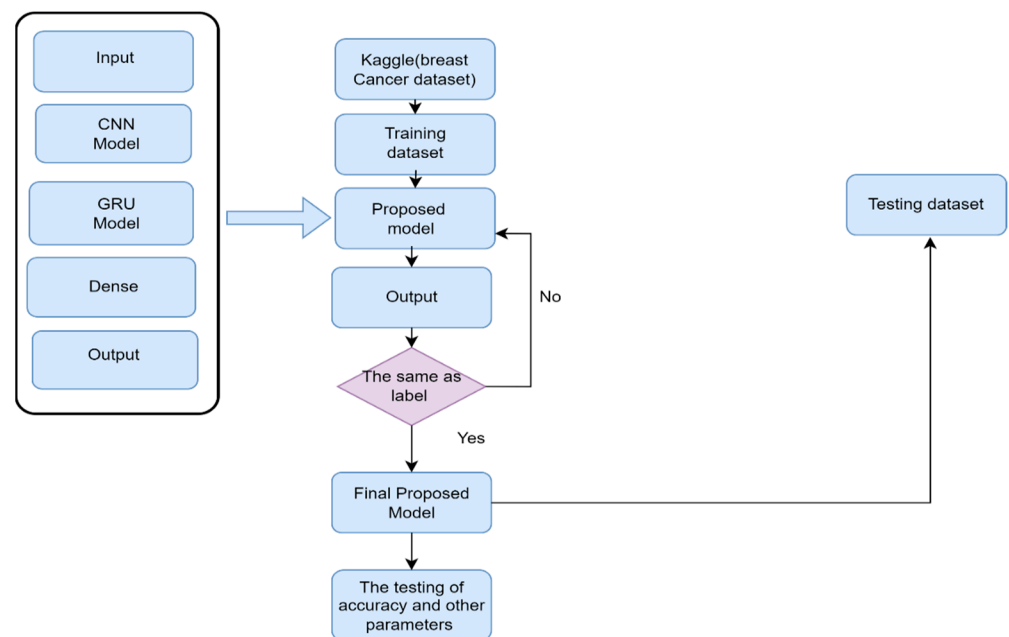 Input
CNN
Model
GRU
Model
Dense
Output
Kaggle(breast
Cancer dataset)
Training
dataset
Proposed
model
Output
No
The same as
label
Yes
Final Proposed
Model
The testing of
accuracy and other
parameters
Testing dataset